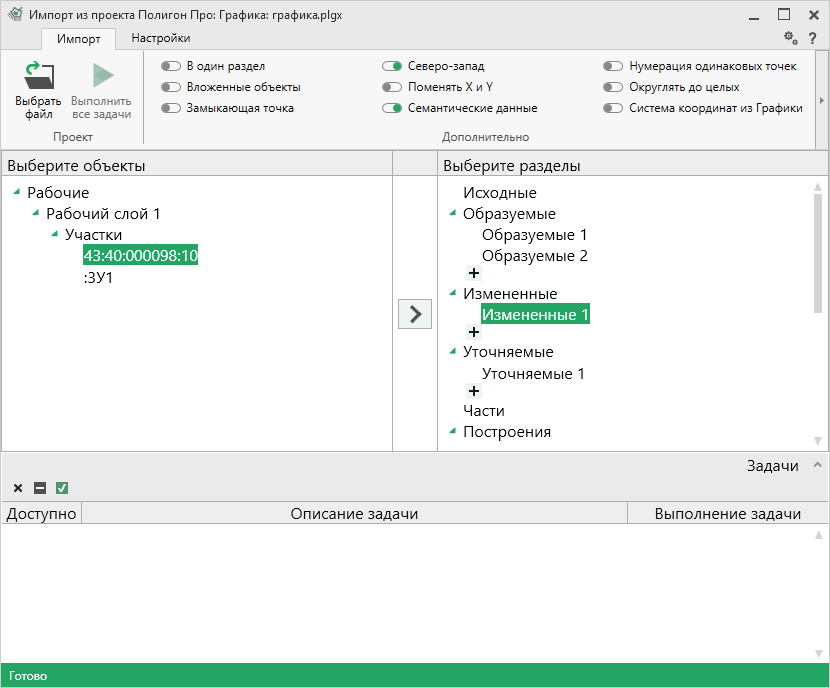 Импорт из проекта Полигон Про: Графика: графика.plgx
Импорт
Настройки
?
Выбрать файл
Выполнить все задачи
Проект
В один раздел
Вложенные объекты
Замыкающая точка
Северо-запад
Поменять X и Y
Семантические данные
Нумерация одинаковых точек
Округлять до целых
Система координат из Графики
Дополнительно
Выберите объекты
Рабочие
Рабочий слой 1
Участки
43:40:000098:10
:ЗУ1
Выберите разделы
Исходные
Образуемые
Образуемые 1
Образуемые 2
+
Измененные
Измененные 1
+
Уточняемые
Уточняемые 1
+
Части
Построения
Задачи
Доступно
Описание задачи
Выполнение задачи
Готово